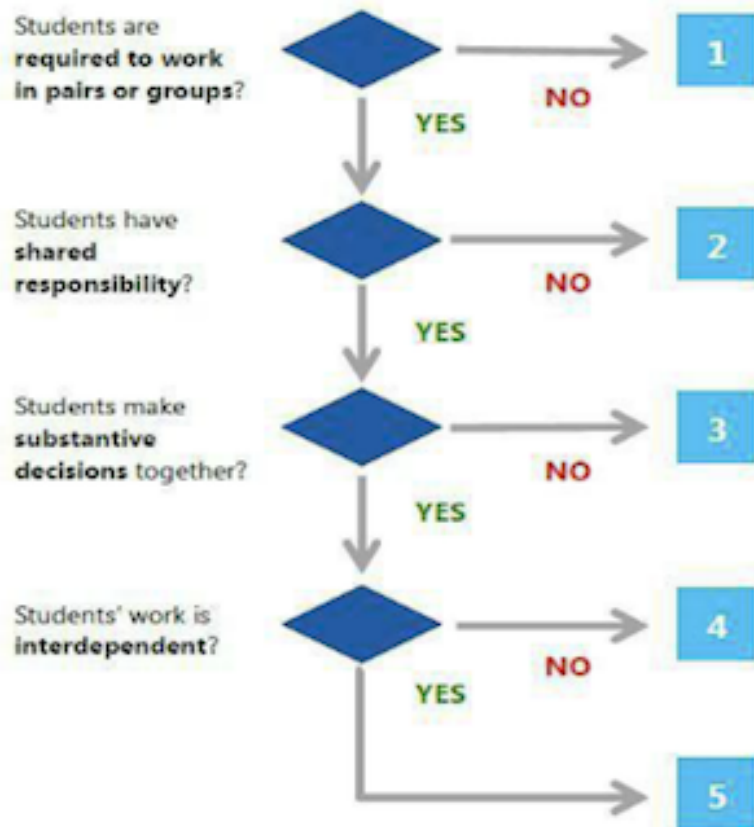 Students are
required to work
in pairs or groups?
1
NO
YES
Students have
shared
responsibility?
2
NO
YES
Students make
substantive
decisions together?
3
NO
YES
Students' work is
interdependent?
4
NO
YES
5